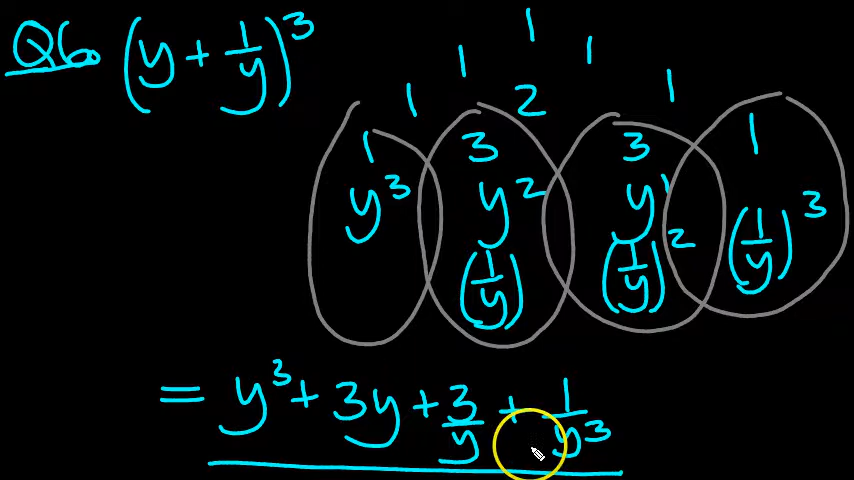 Q6. (y + 1/y)³
1
1 1
1 2 1
1 3 3 1
y³ y² y¹ (1/y)³
(1/y) (1/y)²
= y³ + 3y + 3/y + 1/y³